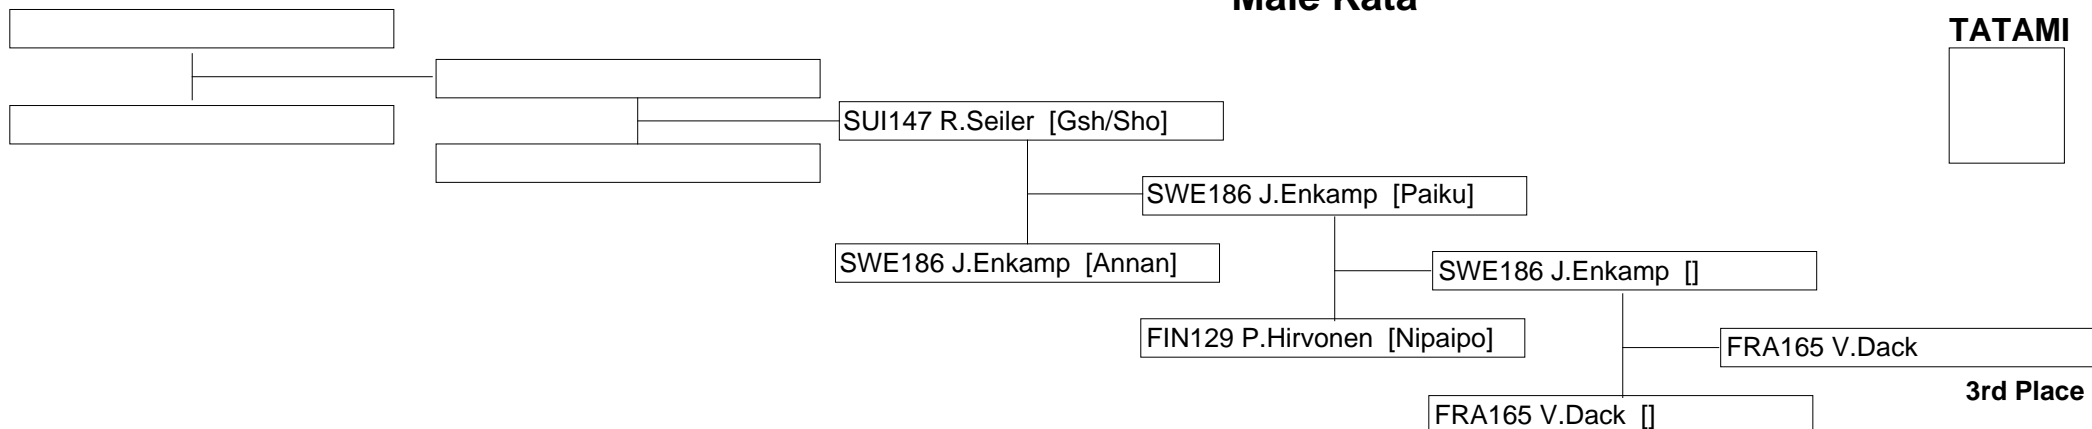 Male Kata
TATAMI
SUI147 R.Seiler [Gsh/Sho]
SWE186 J.Enkamp [Paiku]
SWE186 J.Enkamp [Annan]
SWE186 J.Enkamp []
FIN129 P.Hirvonen [Nipaipo]
FRA165 V.Dack
3rd Place
FRA165 V.Dack []